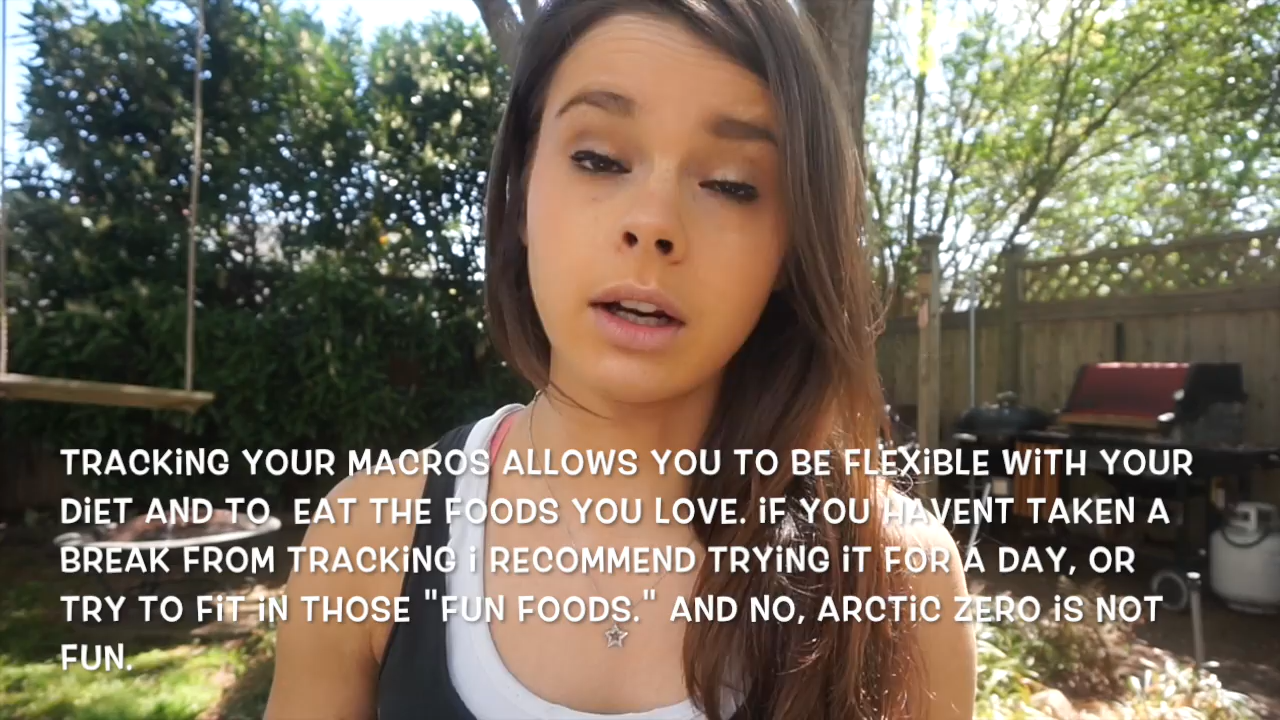 TRACKiNG YOUR MACROS ALLOWS YOU TO BE FLEXiBLE WiTH YOUR
DiET AND TO  EAT THE FOODS YOU LOVE. iF YOU HAVENT TAKEN A
BREAK FROM TRACKiNG i RECOMMEND TRYiNG iT FOR A DAY, OR
TRY TO FiT iN THOSE "FUN FOODS." AND NO, ARCTiC ZERO iS NOT
FUN.